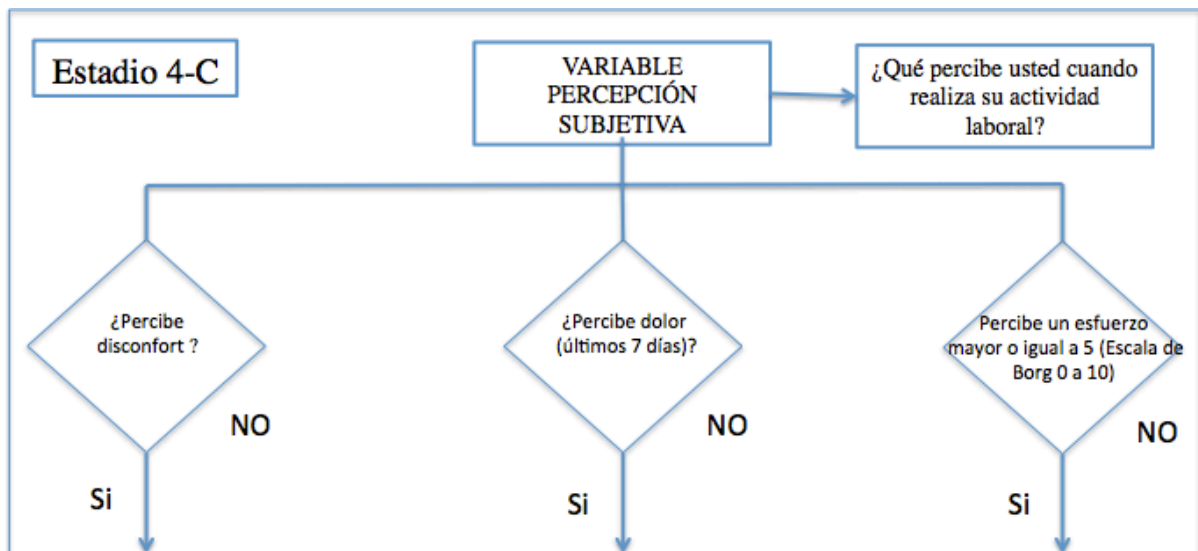 Estadio 4-C
VARIABLE
PERCEPCIÓN
SUBJETIVA
¿Qué percibe usted cuando
realiza su actividad
laboral?
¿Percibe
disconfort ?
NO
Si
¿Percibe dolor
(últimos 7 días)?
NO
Si
Percibe un esfuerzo
mayor o igual a 5 (Escala de
Borg 0 a 10)
NO
Si